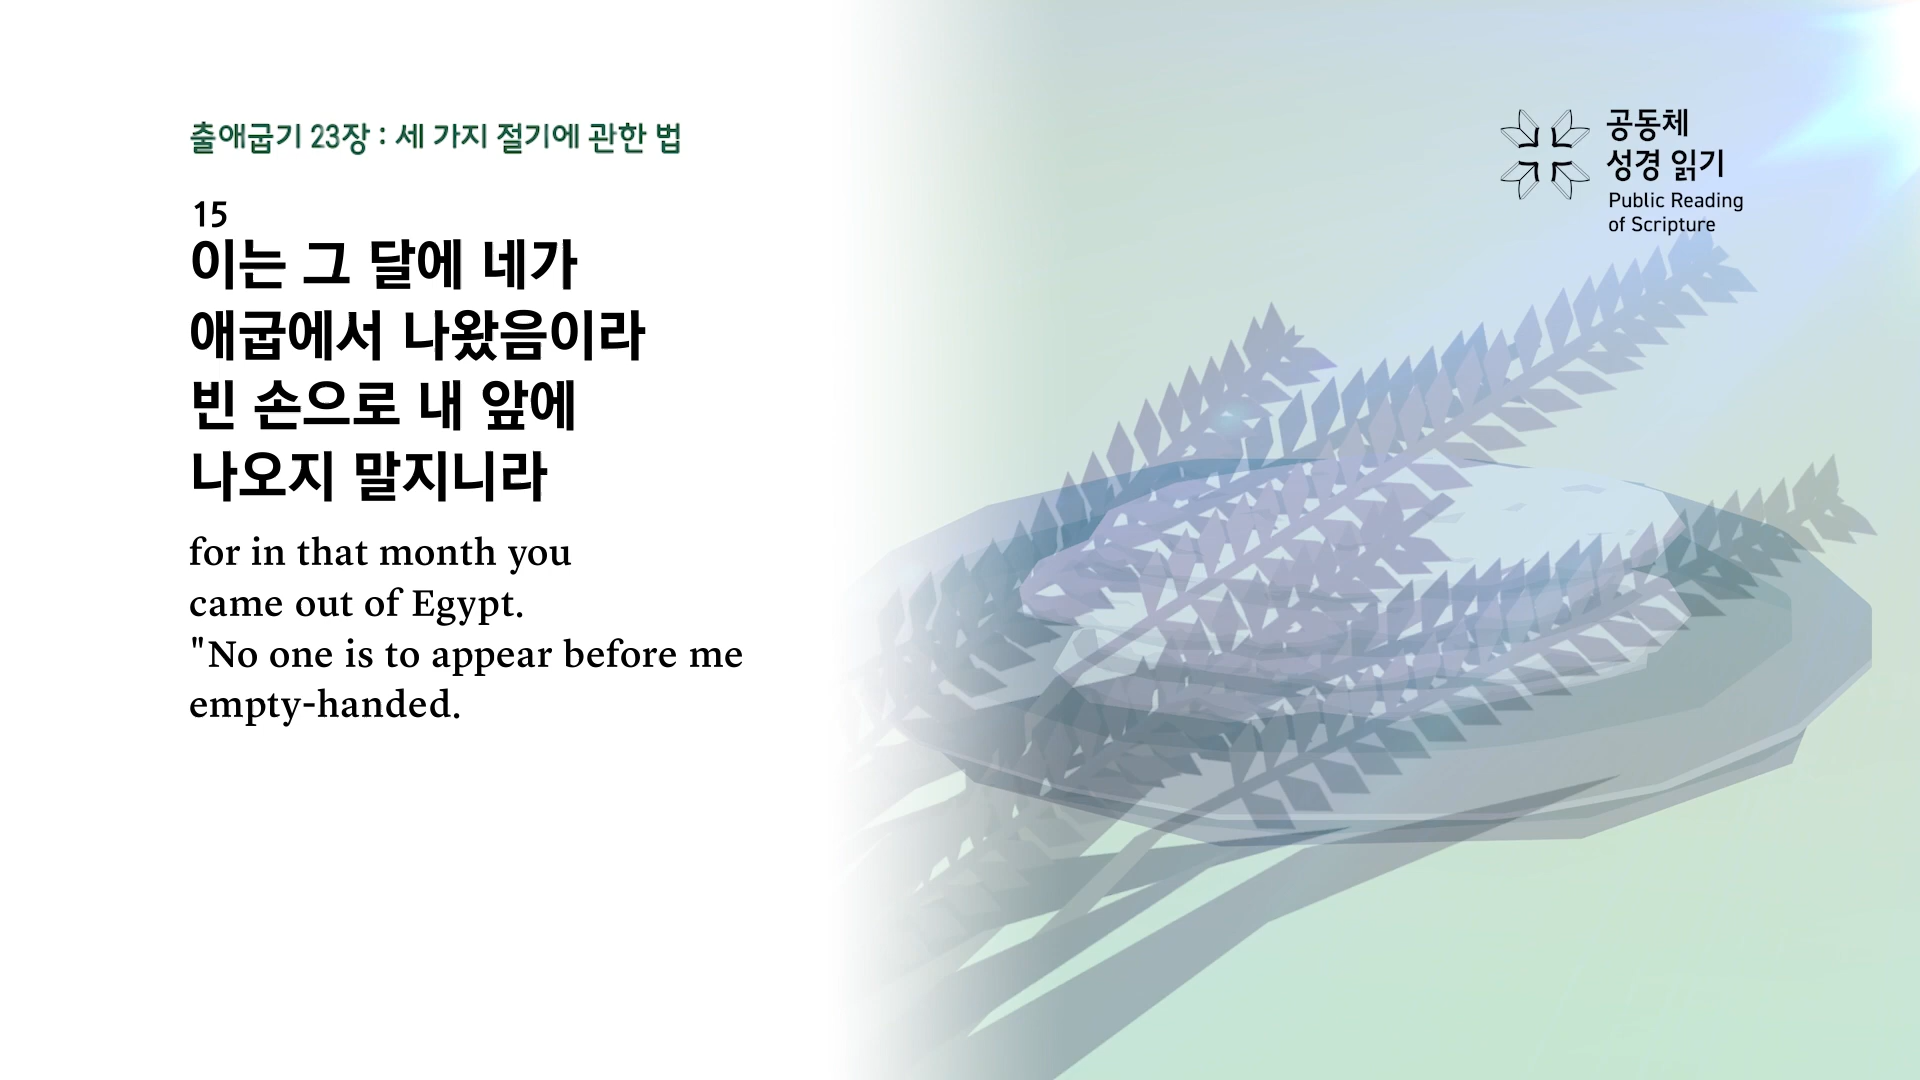 출애굽기 23장 : 세 가지 절기에 관한 법
15
이는 그 달에 네가
애굽에서 나왔음이라
빈 손으로 내 앞에
나오지 말지니라
for in that month you
came out of Egypt.
"No one is to appear before me
empty-handed.
공동체
성경 읽기
Public Reading
of Scripture